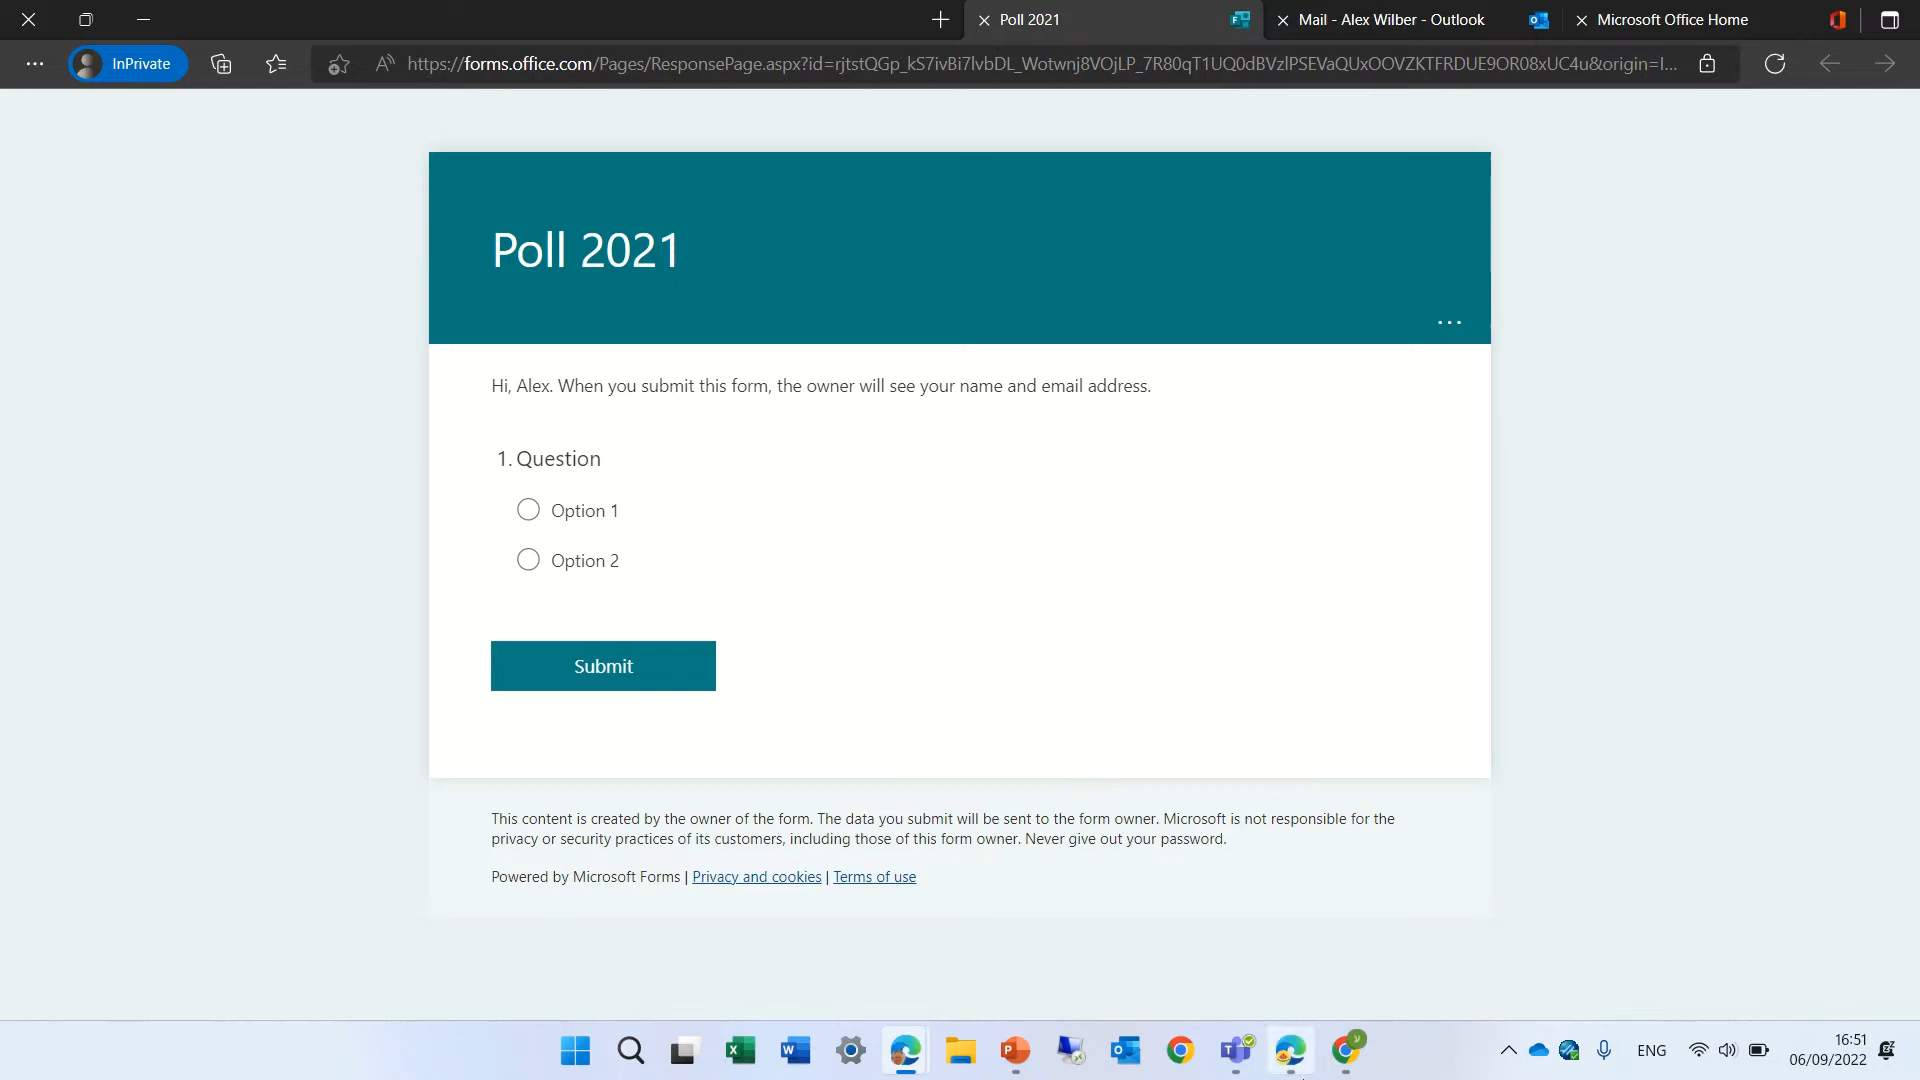 Poll 2021
Mail - Alex Wilber - Outlook
Microsoft Office Home
InPrivate
https://forms.office.com/Pages/ResponsePage.aspx?id=rjtstQGp_kS7ivBi7lvbDL_Wotwnj8VOjLP_7R80qT1UQ0dBVzlPSEVaQUxOOVZKTFRDUE9OR08xUC4u&origin=I...
Poll 2021
...
Hi, Alex. When you submit this form, the owner will see your name and email address.
1. Question
Option 1
Option 2
Submit
This content is created by the owner of the form. The data you submit will be sent to the form owner. Microsoft is not responsible for the
privacy or security practices of its customers, including those of this form owner. Never give out your password.
Powered by Microsoft Forms | Privacy and cookies | Terms of use
ENG
16:51
06/09/2022